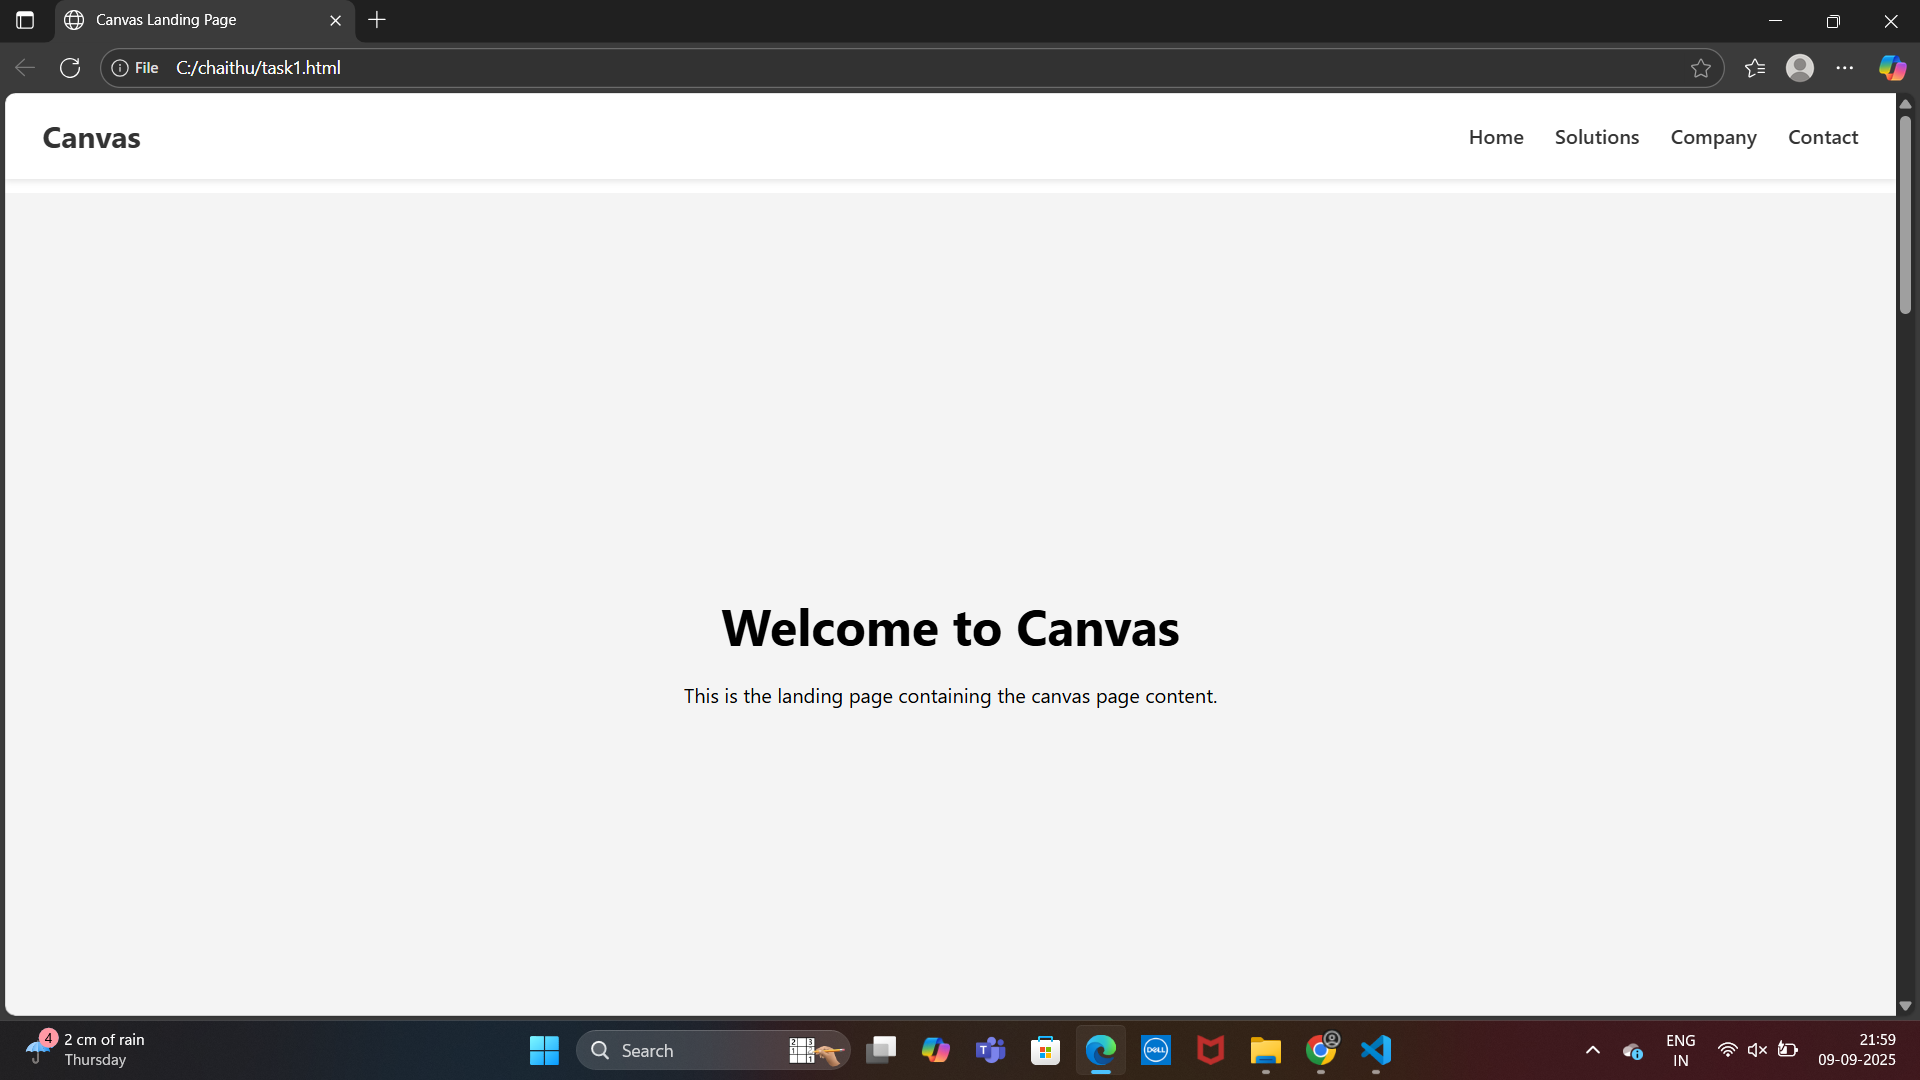 Canvas Landing Page
File C:/chaithu/task1.html
Canvas
Home Solutions Company Contact
Welcome to Canvas
This is the landing page containing the canvas page content.
4
2 cm of rain
Thursday
Search
DELL
ENG
IN
21:59
09-09-2025